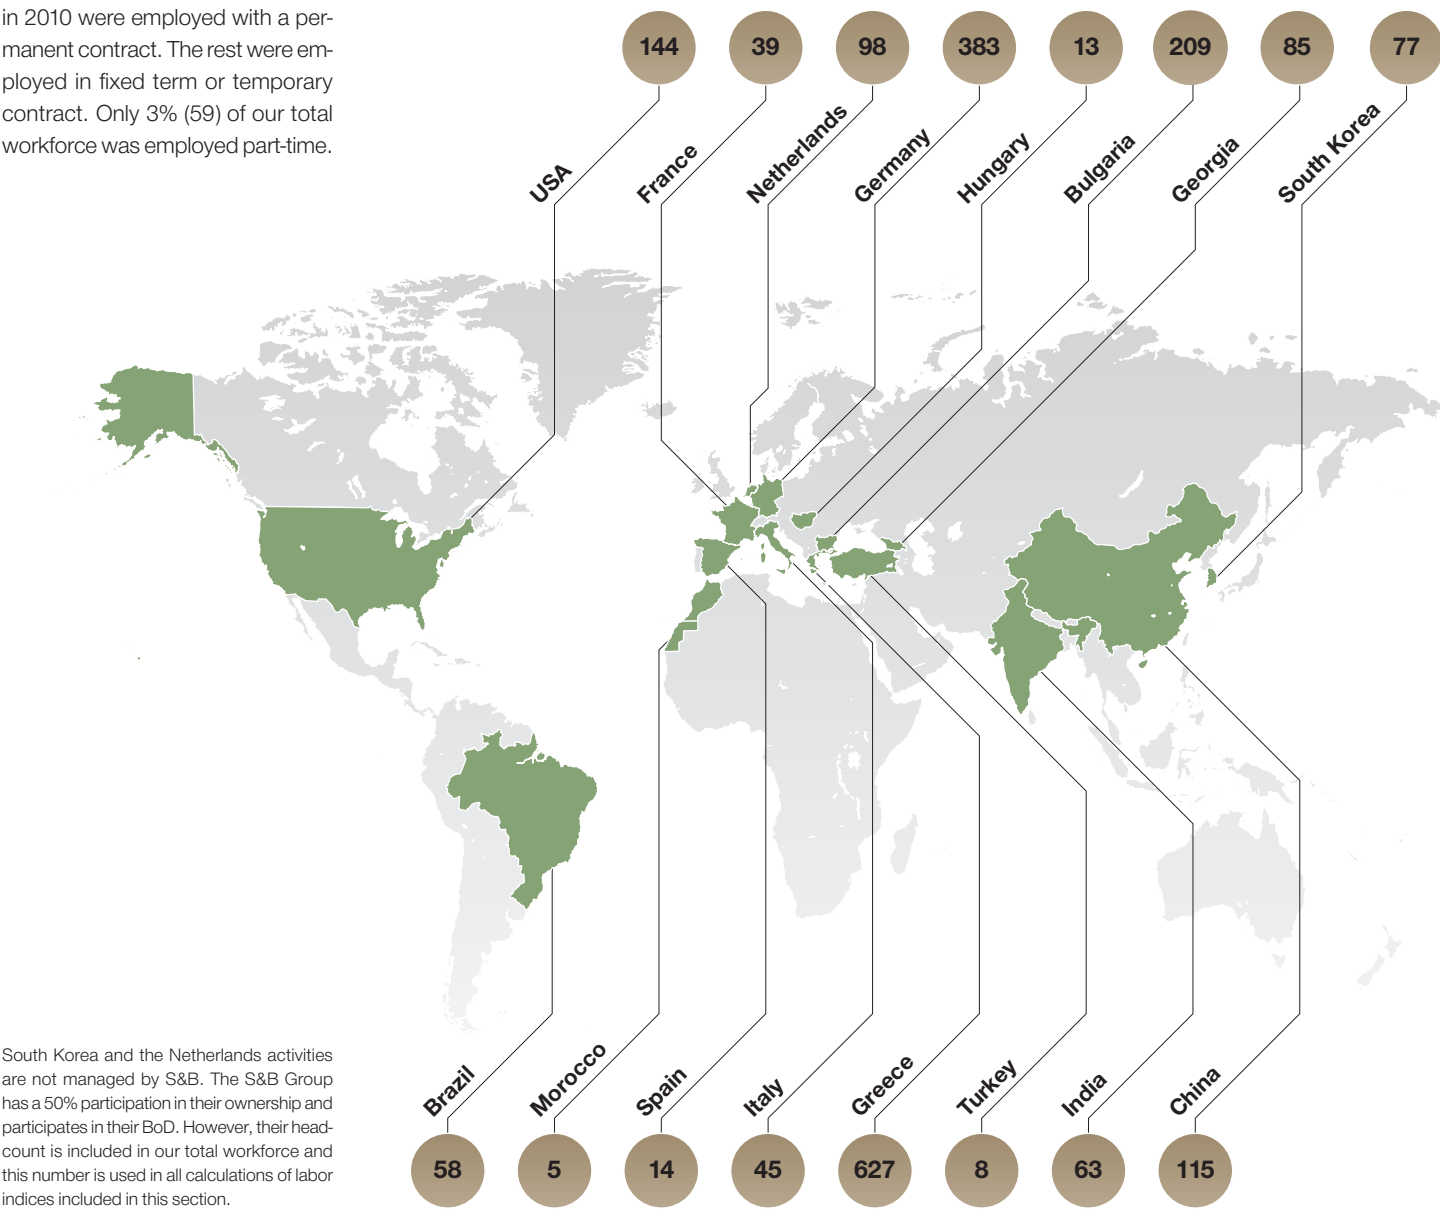 in 2010 were employed with a per-
manent contract. The rest were em-
ployed in fixed term or temporary
contract. Only 3% (59) of our total
workforce was employed part-time.
144
39
98
383
13
209
85
77
USA
France
Netherlands
Germany
Hungary
Bulgaria
Georgia
South Korea
South Korea and the Netherlands activities
are not managed by S&B. The S&B Group
has a 50% participation in their ownership and
participates in their BoD. However, their head-
count is included in our total workforce and
this number is used in all calculations of labor
indices included in this section.
Brazil
Morocco
Spain
Italy
Greece
Turkey
India
China
58
5
14
45
627
8
63
115